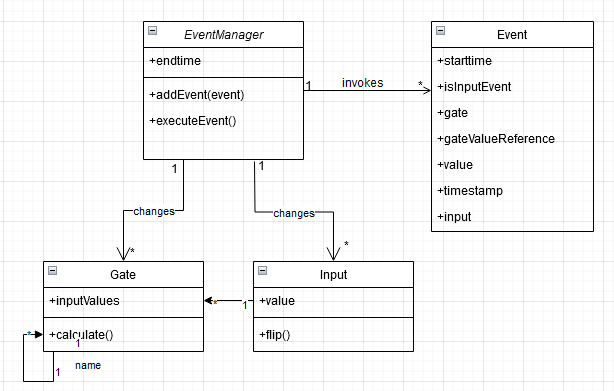 EventManager
+endtime
+addEvent(event)
+executeEvent()
Event
+starttime
+isInputEvent
+gate
+gateValueReference
+value
+timestamp
+input
1
invokes
*
1
1
changes
changes
*
*
Gate
+inputValues
+calculate()
Input
+value
+flip()
*
1
*
1
1
name